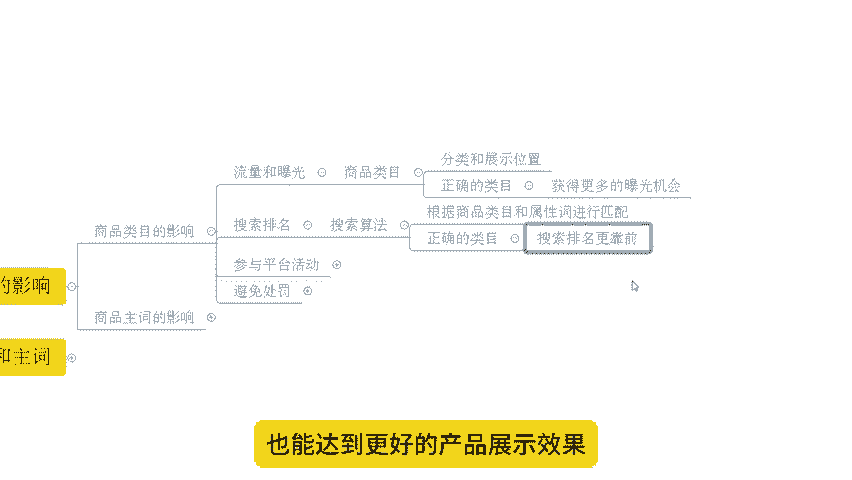 分类和展示位置
流量和曝光 商品类目
正确的类目 获得更多的曝光机会
根据商品类目和属性词进行匹配
搜索排名 搜索算法
商品类目的影响
正确的类目 搜索排名更靠前
参与平台活动
的影响
避免处罚
商品主词的影响
和主词
也能达到更好的产品展示效果